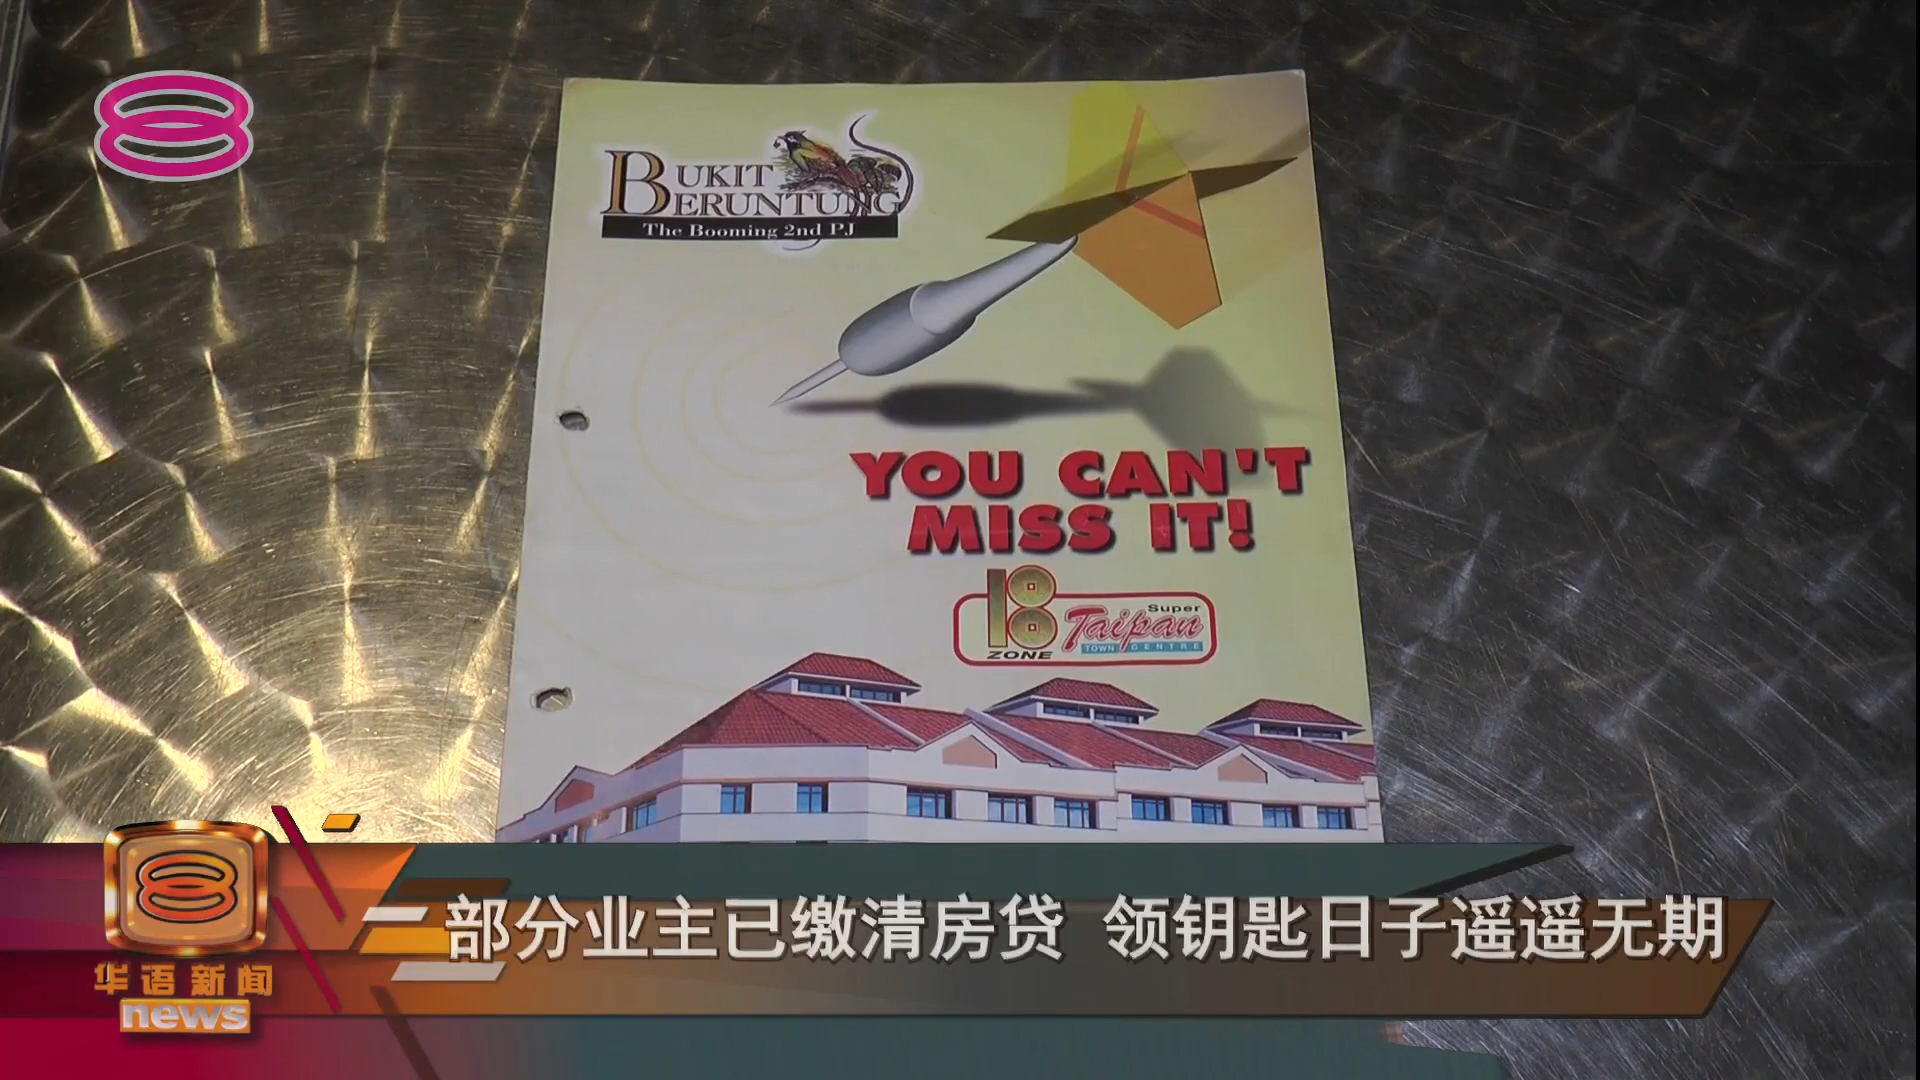 BUKIT
BERUNTUNG
The Booming 2nd PJ
YOU CAN'T
MISS IT!
18
ZONE
Super
Taipan
TOWN CENTRE
部分业主已缴清房贷 领钥匙日子遥遥无期
华语新闻
news